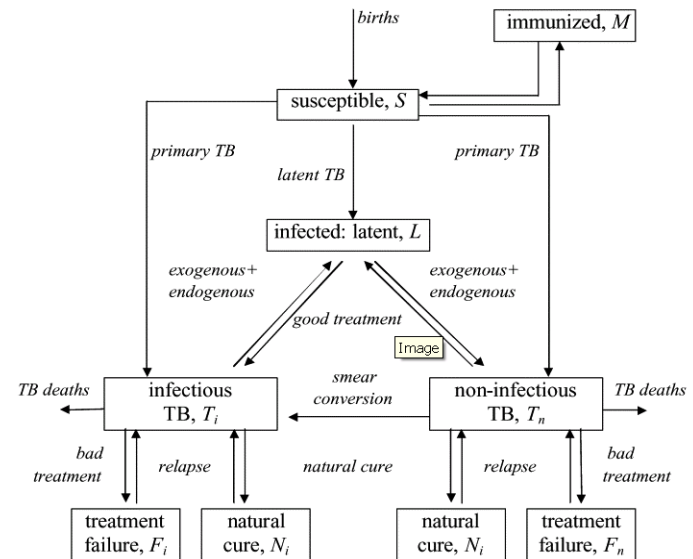 births
immunized, M
susceptible, S
primary TB
primary TB
latent TB
infected: latent, L
exogenous+
endogenous
exogenous+
endogenous
good treatment
Image
TB deaths
infectious
TB, Ti
smear
conversion
non-infectious
TB, Tn
TB deaths
bad
treatment
relapse
natural cure
relapse
bad
treatment
treatment
failure, Fi
natural
cure, Ni
natural
cure, Ni
treatment
failure, Fn